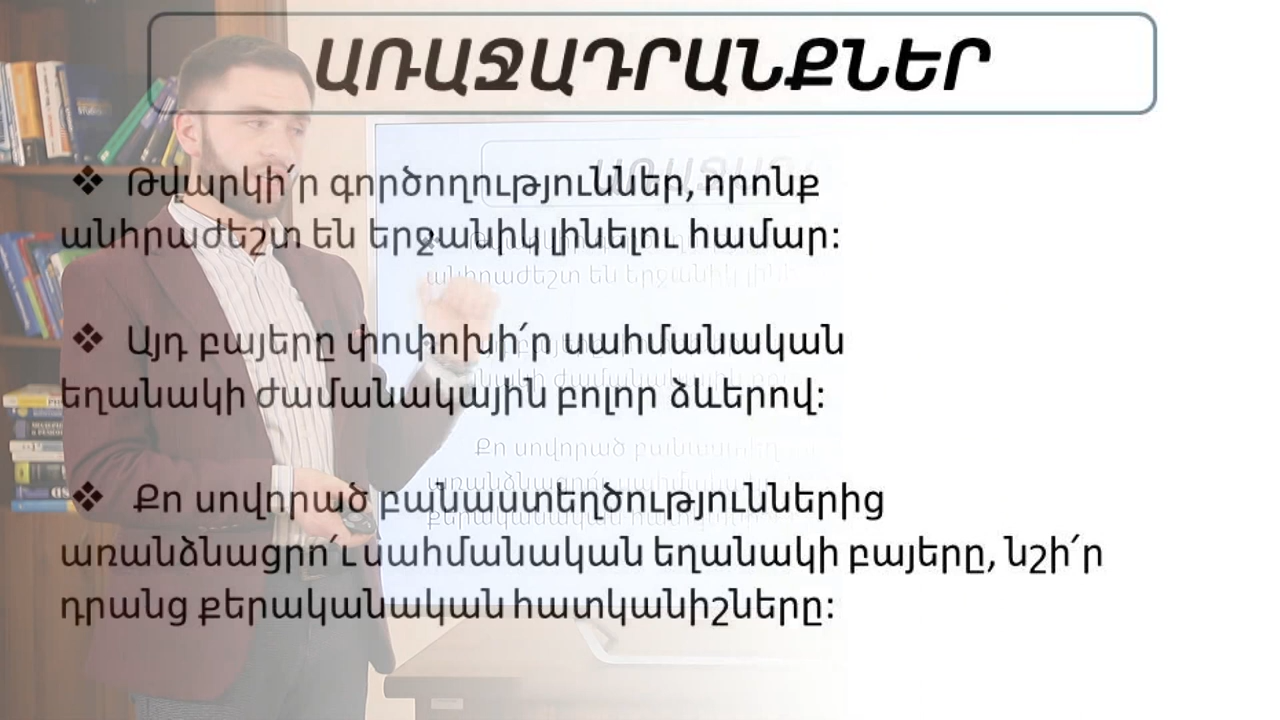 ԱՌԱՋԱԴՐԱՆՔՆԵՐ
❖ Թվարկի՛ր գործողություններ, որոնք
անհրաժեշտ են երջանիկ լինելու համար:
❖ Այդ բայերը փոփոխի՛ր սահմանական
եղանակի ժամանակային բոլոր ձևերով:
❖ Քո սովորած բանաստեղծություններից
առանձնացրո՛ւ սահմանական եղանակի բայերը, նշի՛ր
դրանց քերականական հատկանիշները: